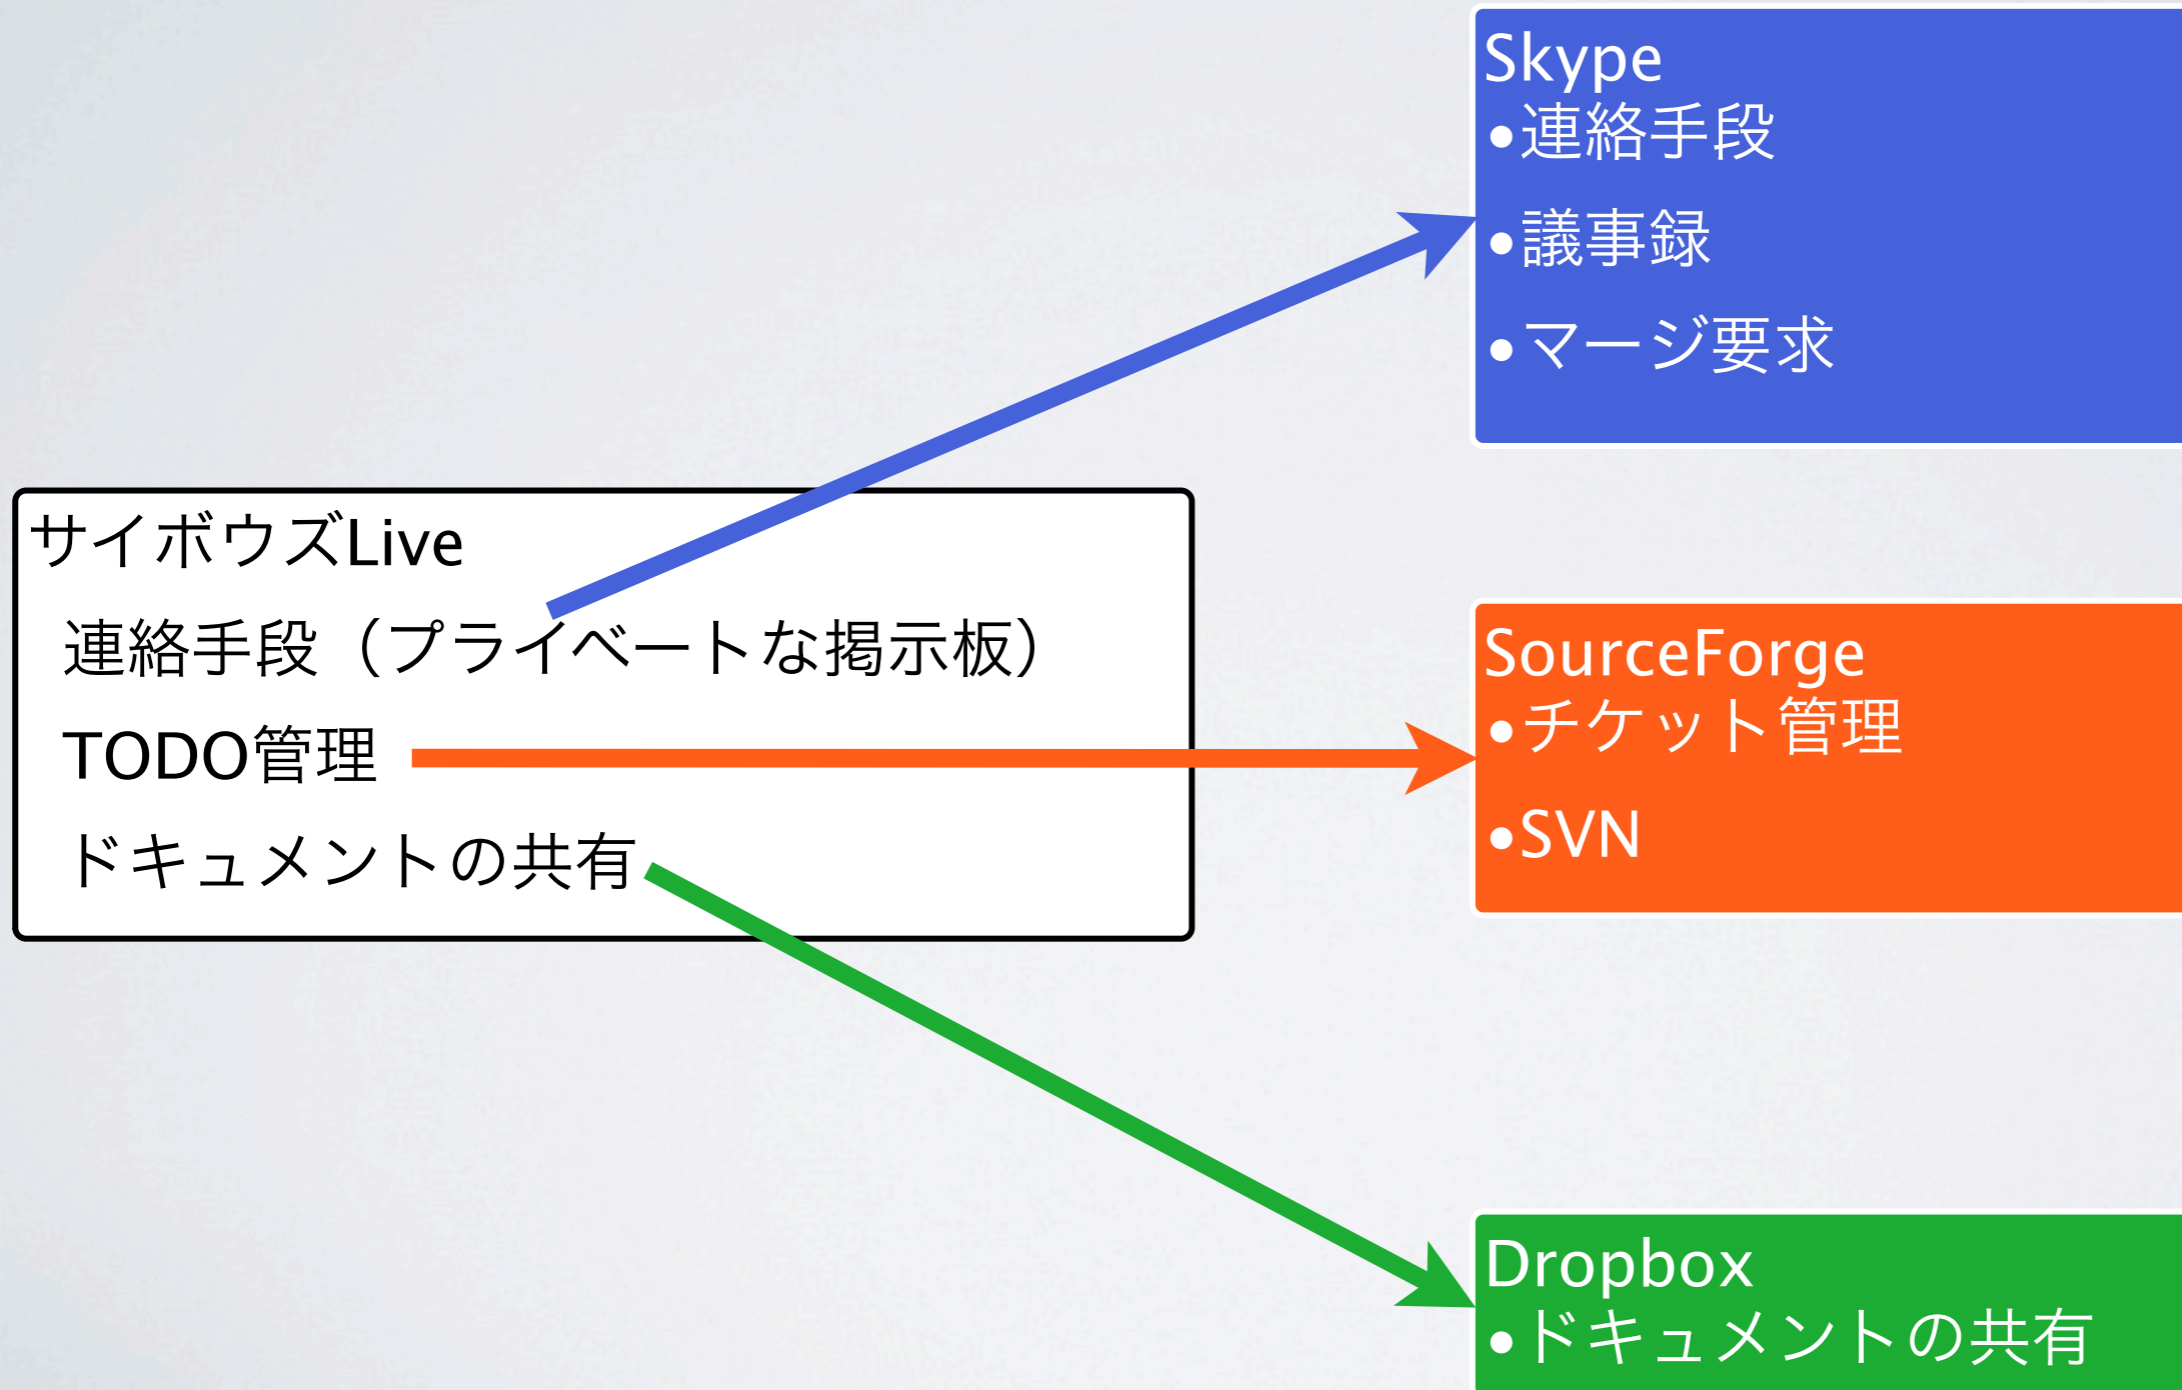 サイボウズLive
連絡手段（プライベートな掲示板）
TODO管理
ドキュメントの共有
Skype
•連絡手段
•議事録
•マージ要求
SourceForge
•チケット管理
•SVN
Dropbox
•ドキュメントの共有